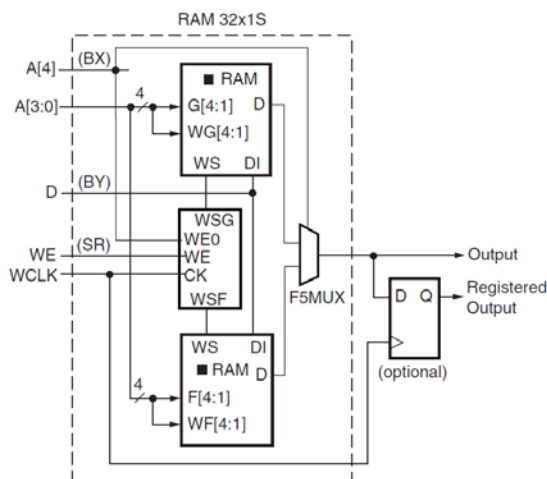 RAM 32x1S
A[4] (BX)
A[3:0]
4
RAM
G[4:1] D
WG[4:1]
WS DI
D (BY)
WSG
WE0
WE (SR) WE
WCLK CK
WSF
F5MUX
Output
D Q
Registered
Output
(optional)
WS DI
RAM
D
4
F[4:1]
WF[4:1]